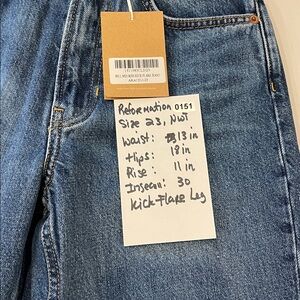 Reformation 0151
Size 23, NWT
Waist: 13 in
Hips: 18 in
Rise: 11 in
Inseam: 30
Kick-Flare Leg